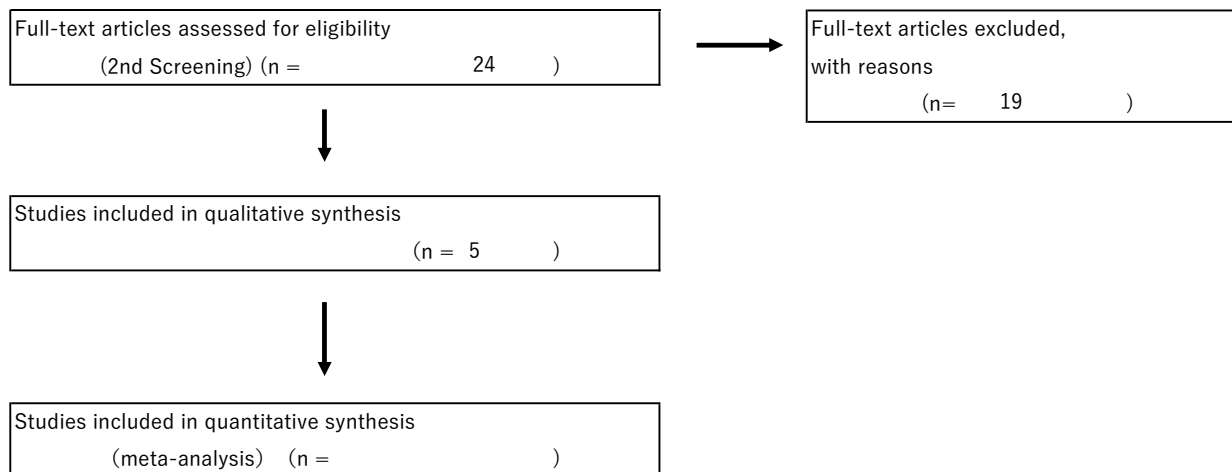 Full-text articles assessed for eligibility
(2nd Screening) (n = 24 )
Full-text articles excluded,
with reasons
(n= 19 )
Studies included in qualitative synthesis
(n = 5 )
Studies included in quantitative synthesis
(meta-analysis) (n = )